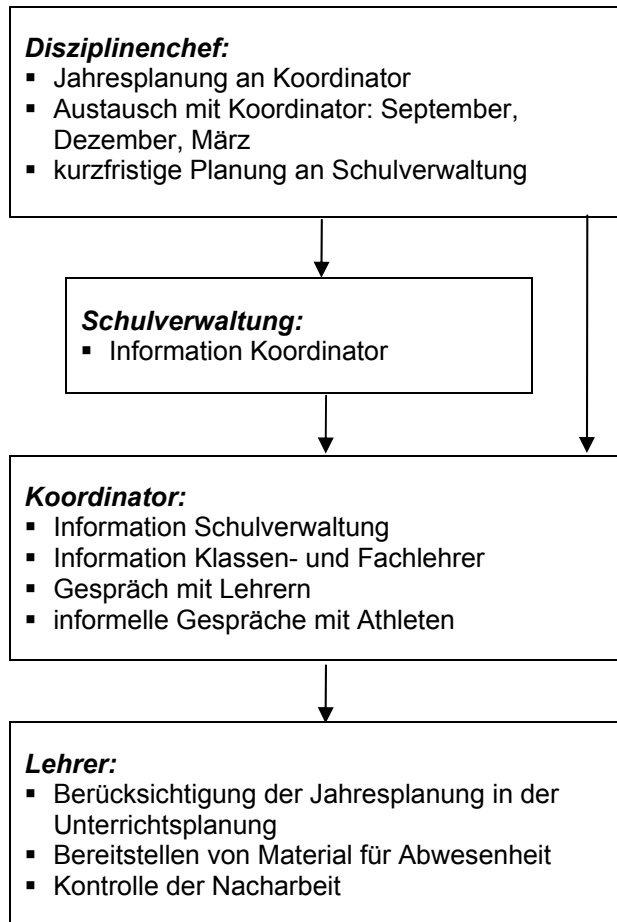 Disziplinenchef:
▪ Jahresplanung an Koordinator
▪ Austausch mit Koordinator: September,
Dezember, März
▪ kurzfristige Planung an Schulverwaltung
Schulverwaltung:
▪ Information Koordinator
Koordinator:
▪ Information Schulverwaltung
▪ Information Klassen- und Fachlehrer
▪ Gespräch mit Lehrern
▪ informelle Gespräche mit Athleten
Lehrer:
▪ Berücksichtigung der Jahresplanung in der
Unterrichtsplanung
▪ Bereitstellen von Material für Abwesenheit
▪ Kontrolle der Nacharbeit